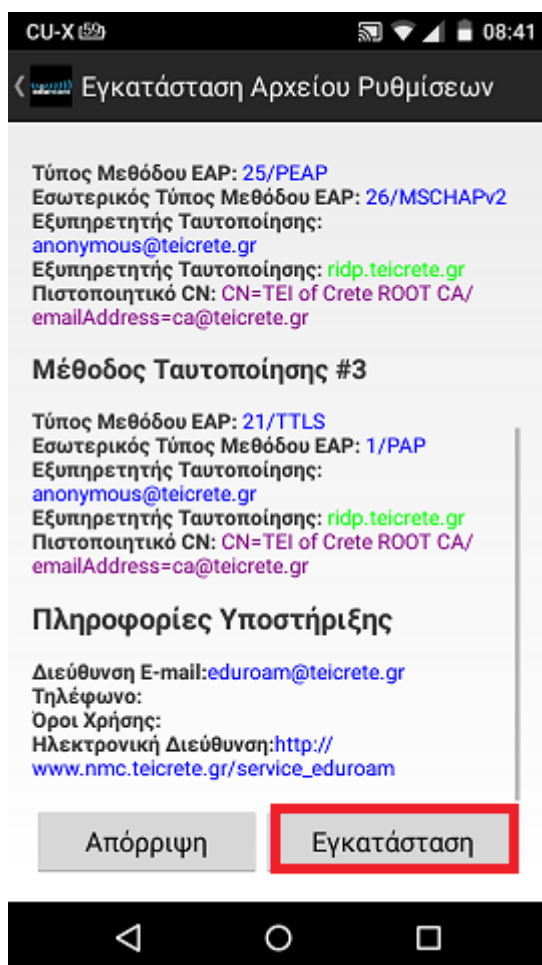 CU-X 59 08:41
Εγκατάσταση Αρχείου Ρυθμίσεων
Τύπος Μεθόδου EAP: 25/PEAP
Εσωτερικός Τύπος Μεθόδου EAP: 26/MSCHAPv2
Εξυπηρετητής Ταυτοποίησης:
anonymous@teicrete.gr
Εξυπηρετητής Ταυτοποίησης: ridp.teicrete.gr
Πιστοποιητικό CN: CN=TEI of Crete ROOT CA/
emailAddress=ca@teicrete.gr
Μέθοδος Ταυτοποίησης #3
Τύπος Μεθόδου EAP: 21/TTLS
Εσωτερικός Τύπος Μεθόδου EAP: 1/PAP
Εξυπηρετητής Ταυτοποίησης:
anonymous@teicrete.gr
Εξυπηρετητής Ταυτοποίησης: ridp.teicrete.gr
Πιστοποιητικό CN: CN=TEI of Crete ROOT CA/
emailAddress=ca@teicrete.gr
Πληροφορίες Υποστήριξης
Διεύθυνση E-mail:eduroam@teicrete.gr
Τηλέφωνο:
Όροι Χρήσης:
Ηλεκτρονική Διεύθυνση:http://
www.nmc.teicrete.gr/service_eduroam
Απόρριψη Εγκατάσταση